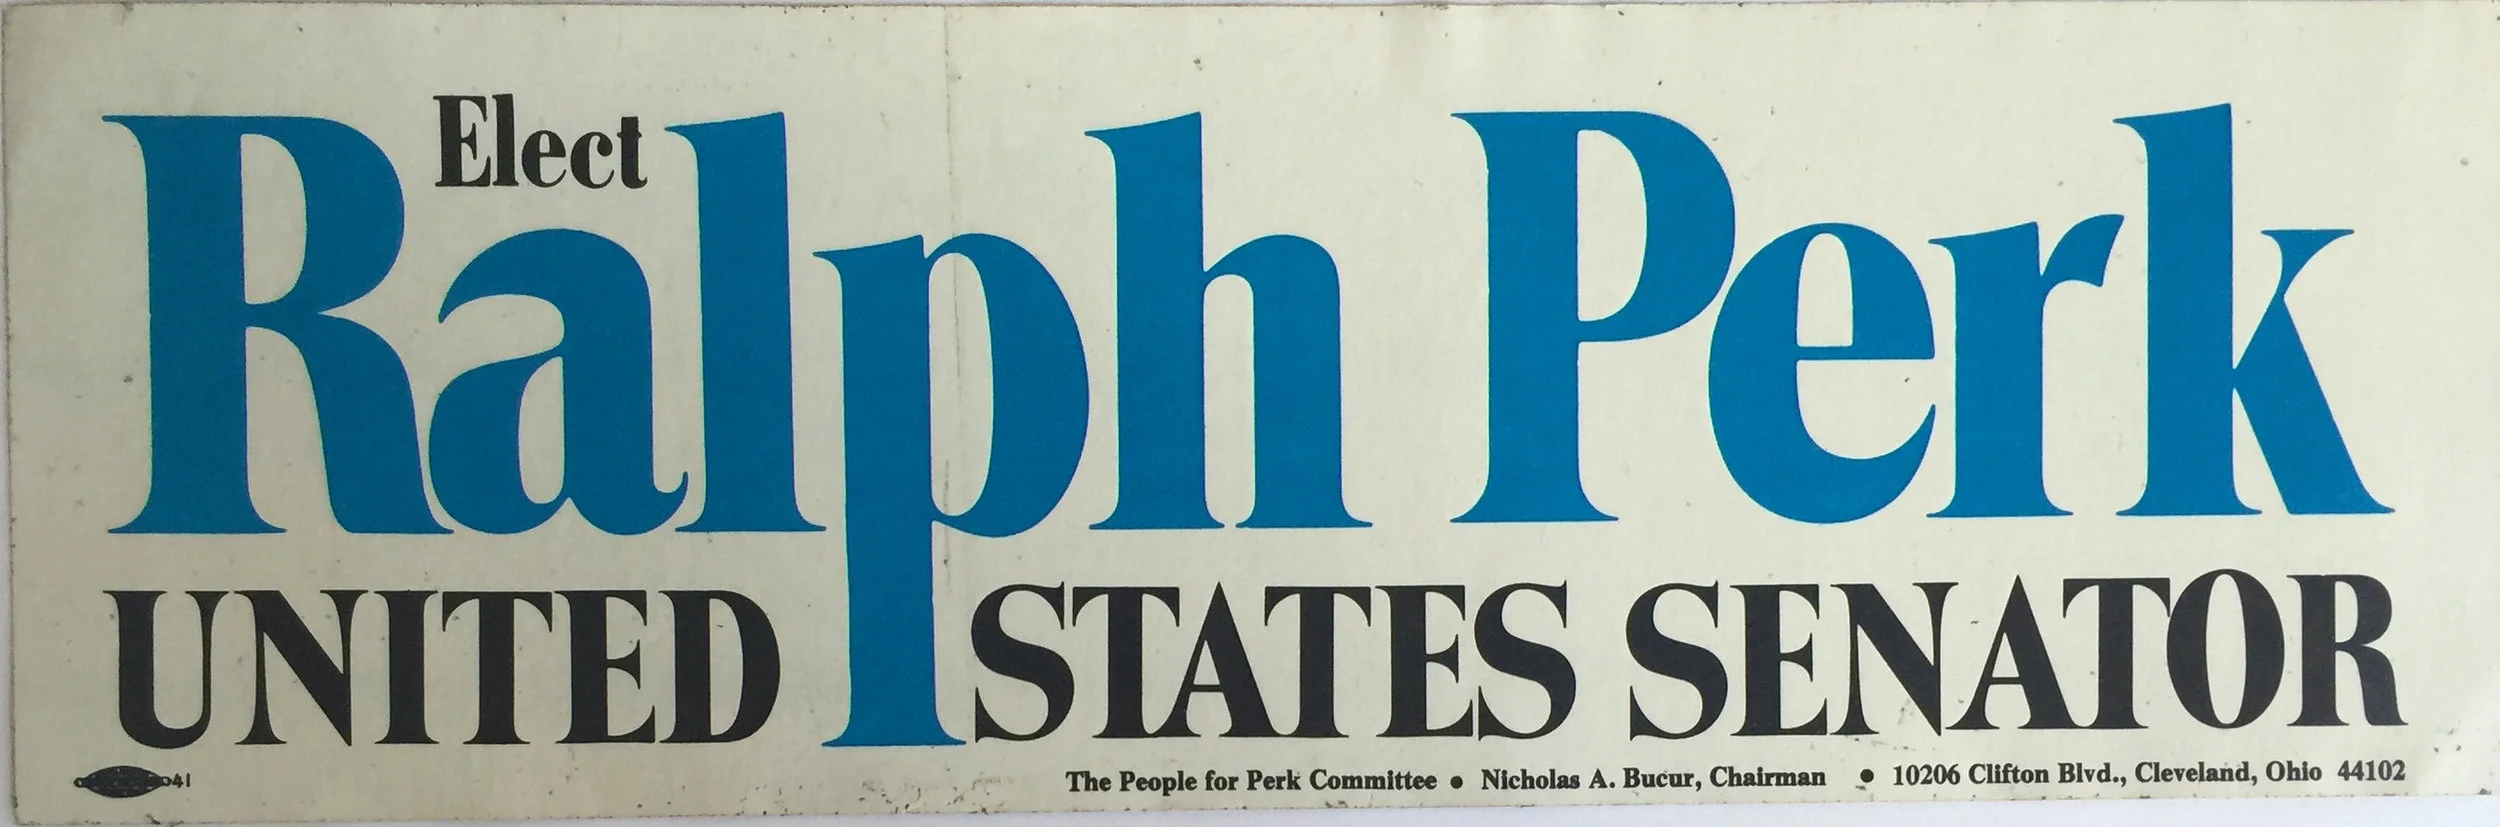 Elect
Ralph Perk
UNITED STATES SENATOR
41
The People for Perk Committee • Nicholas A. Bucur, Chairman • 10206 Clifton Blvd., Cleveland, Ohio 44102